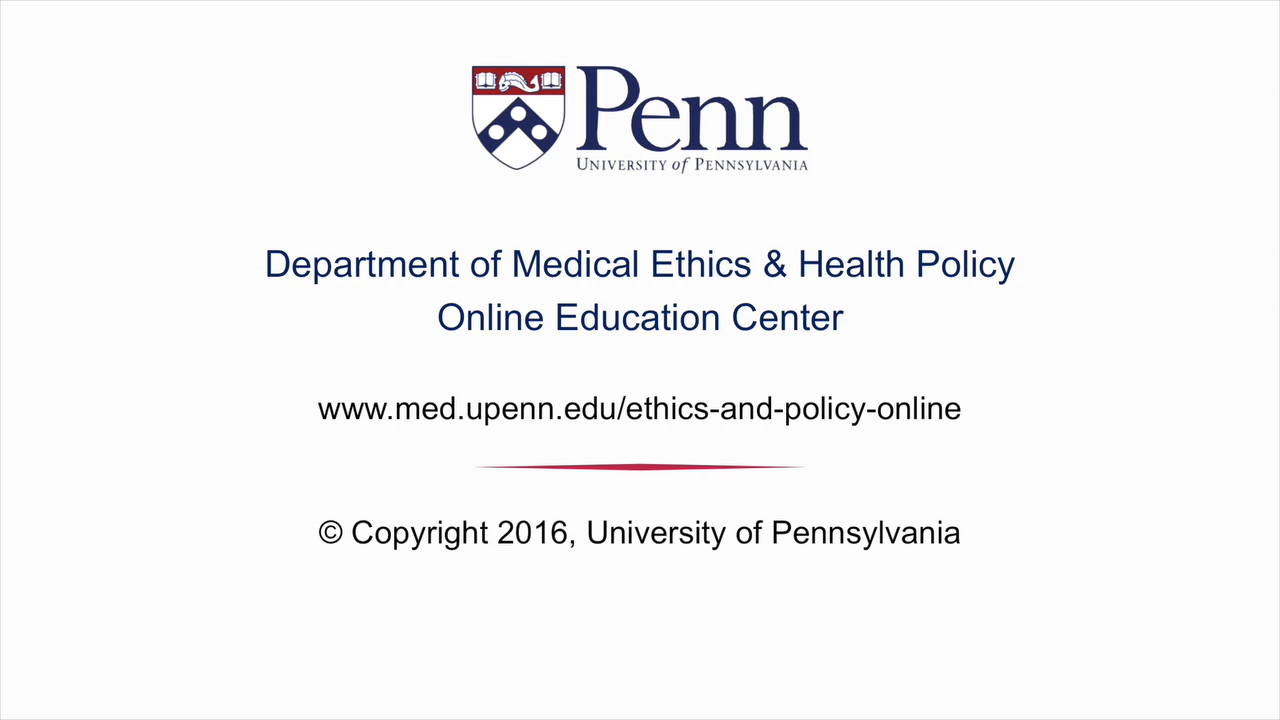 Penn
UNIVERSITY of PENNSYLVANIA
Department of Medical Ethics & Health Policy
Online Education Center
www.med.upenn.edu/ethics-and-policy-online
© Copyright 2016, University of Pennsylvania